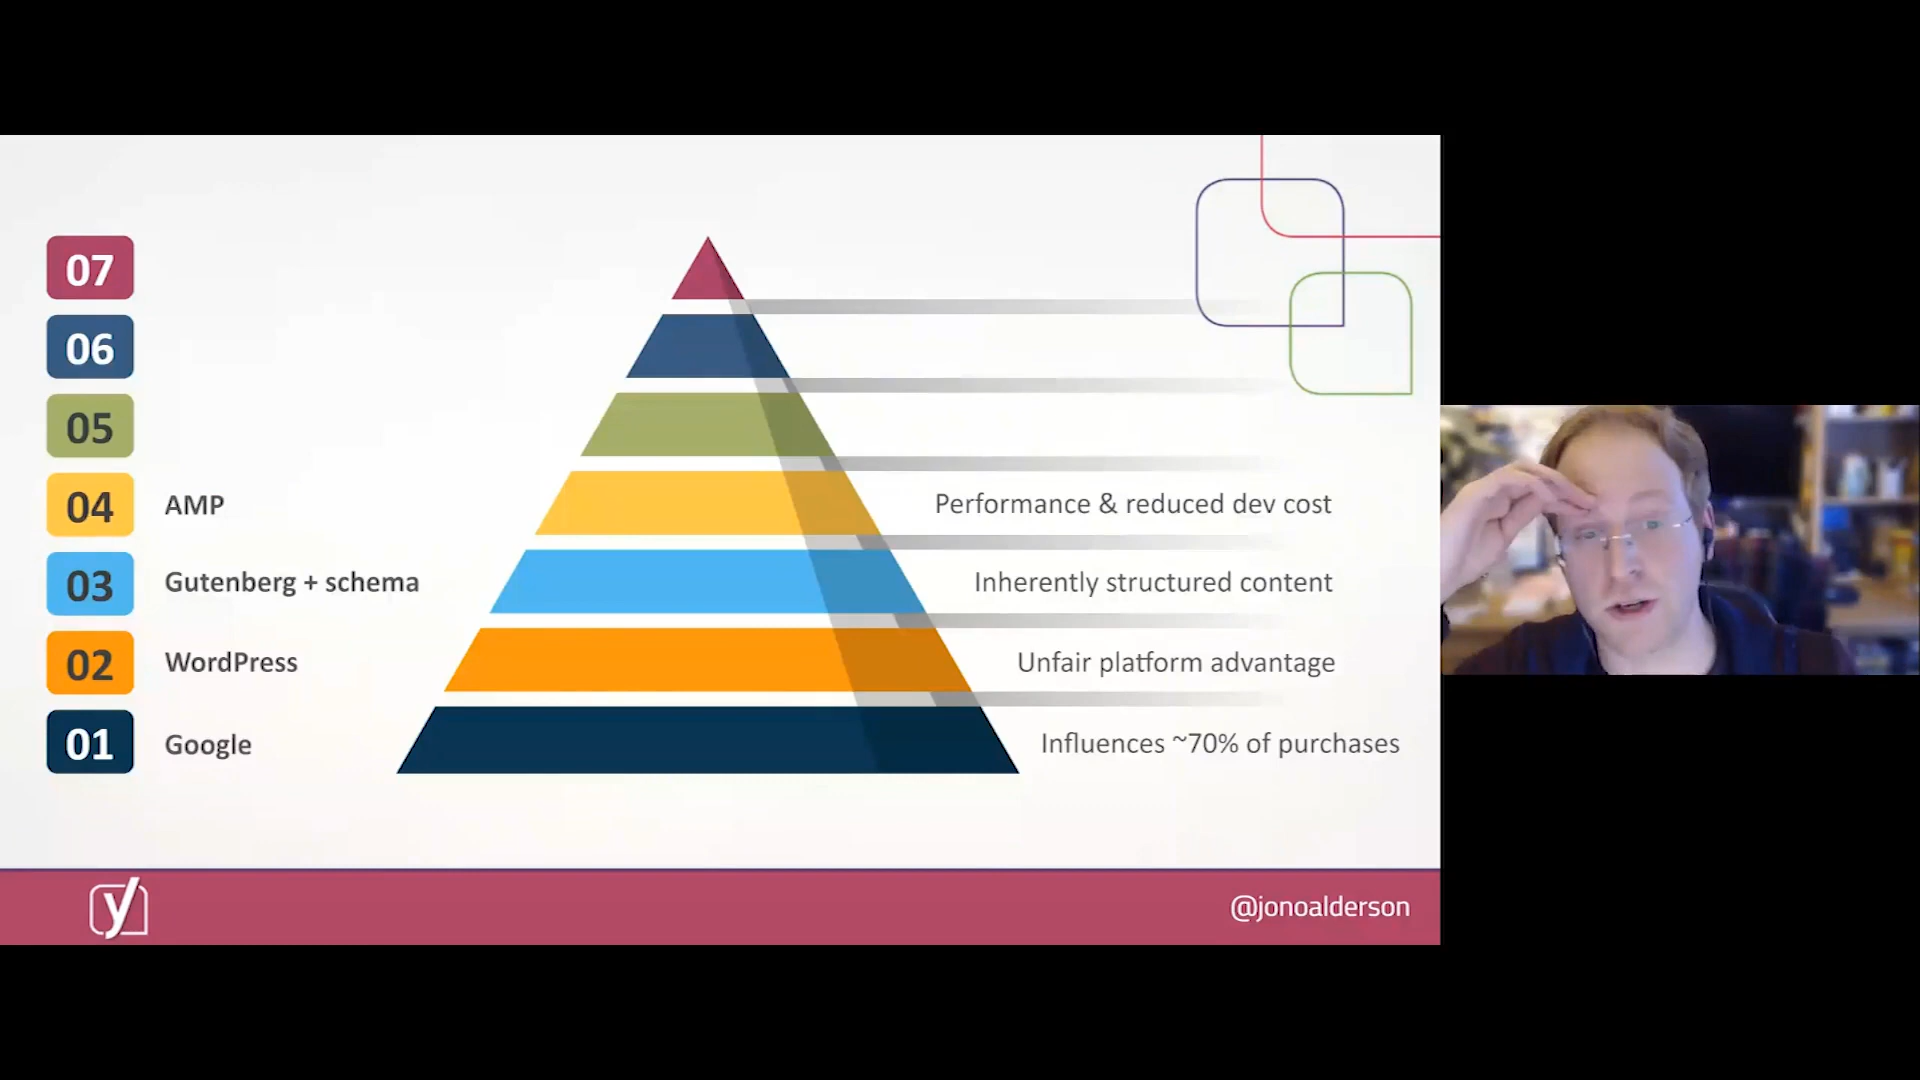 07
06
05
04 AMP Performance & reduced dev cost
03 Gutenberg + schema Inherently structured content
02 WordPress Unfair platform advantage
01 Google Influences ~70% of purchases
y @jonoalderson